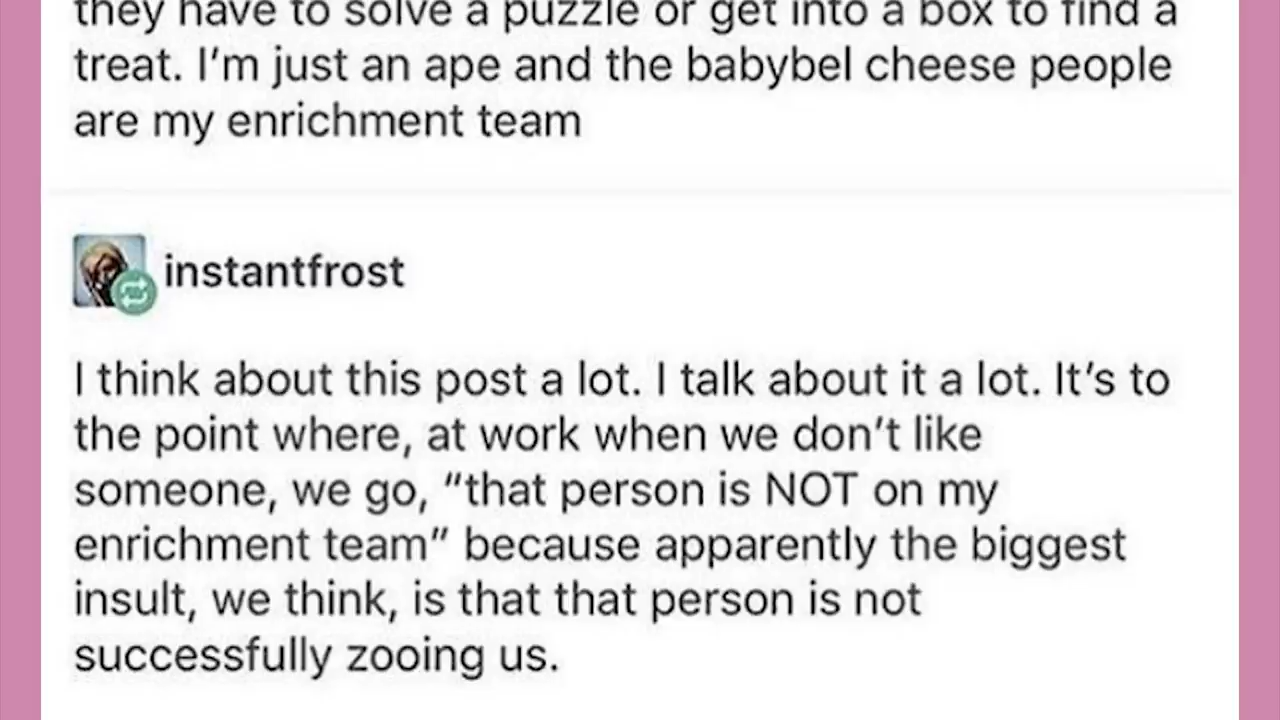 they have to solve a puzzle or get into a box to find a
treat. I’m just an ape and the babybel cheese people
are my enrichment team
instantfrost
I think about this post a lot. I talk about it a lot. It’s to
the point where, at work when we don’t like
someone, we go, “that person is NOT on my
enrichment team” because apparently the biggest
insult, we think, is that that person is not
successfully zooing us.